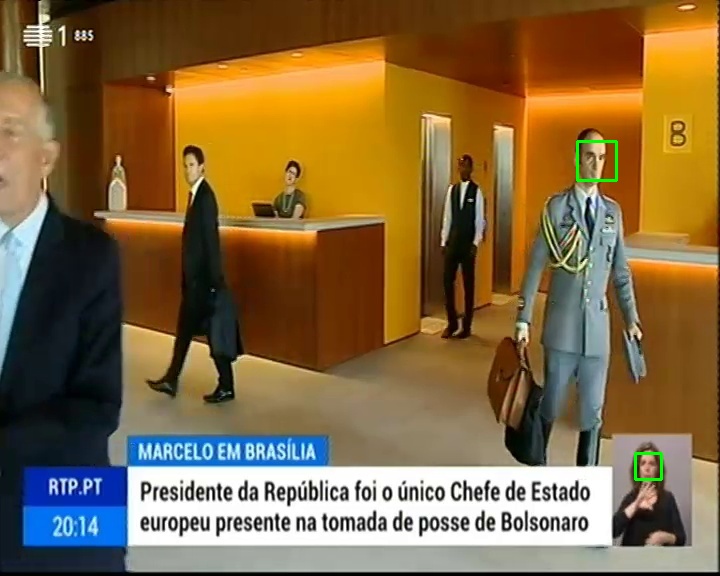 1 885
B
MARCELO EM BRASÍLIA
RTP.PT
Presidente da República foi o único Chefe de Estado
20:14
europeu presente na tomada de posse de Bolsonaro